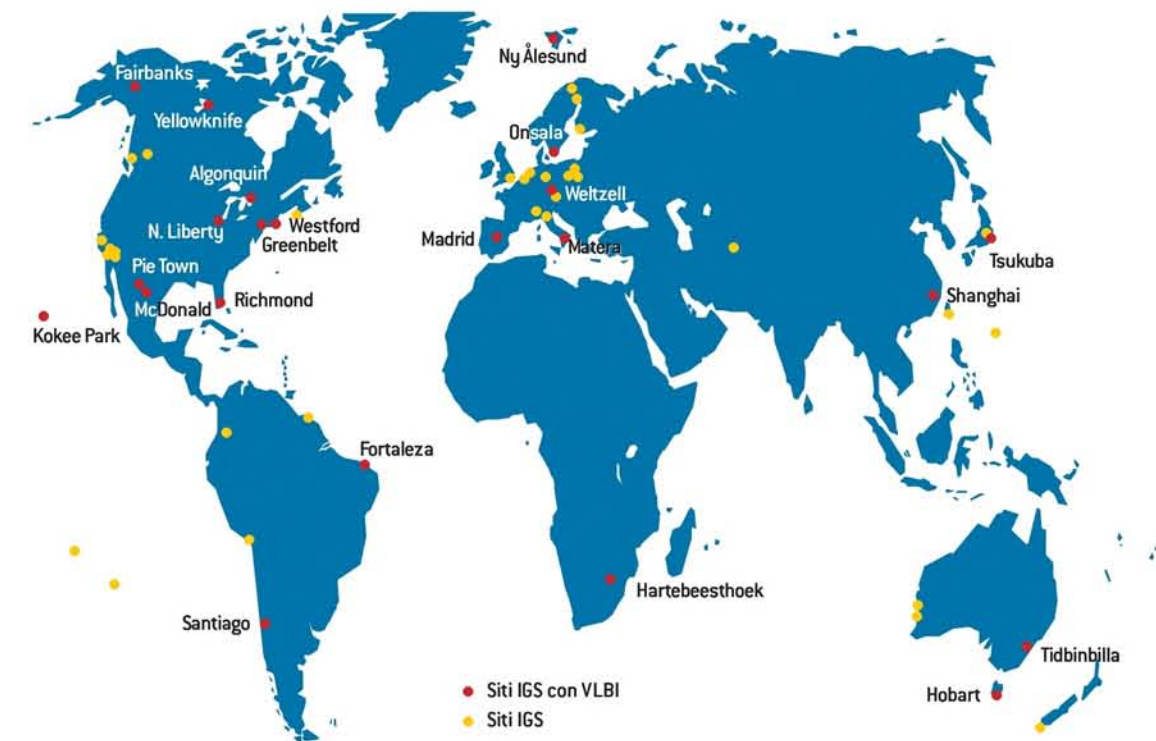 Ny Ålesund
Fairbanks
Yellowknife
Onsala
Algonquin
Weltzell
N. Liberty
Westford
Greenbelt
Madrid
Matera
Tsukuba
Pie Town
Shanghai
McDonald
Richmond
Kokee Park
Fortaleza
Hartebeesthoek
Santiago
Tidbinbilla
Hobart
Siti IGS con VLBI
Siti IGS